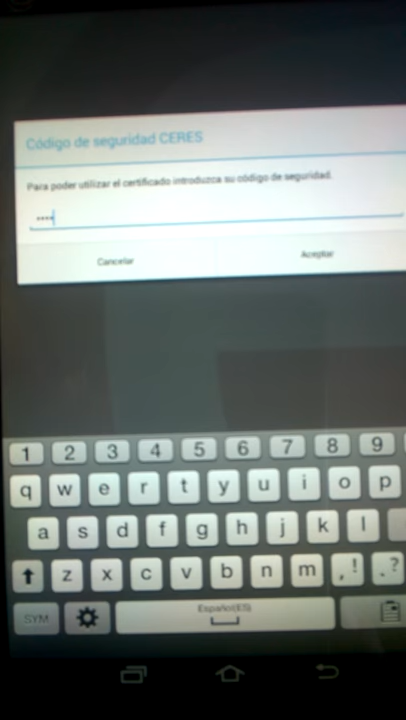 Código de seguridad CERES
Para poder utilizar el certificado introduzca su código de seguridad.
••••
Cancelar Aceptar
1 2 3 4 5 6 7 8 9
q w e r t y u i o p
a s d f g h j k l
z x c v b n m , ! . ?
SYM Español(ES)